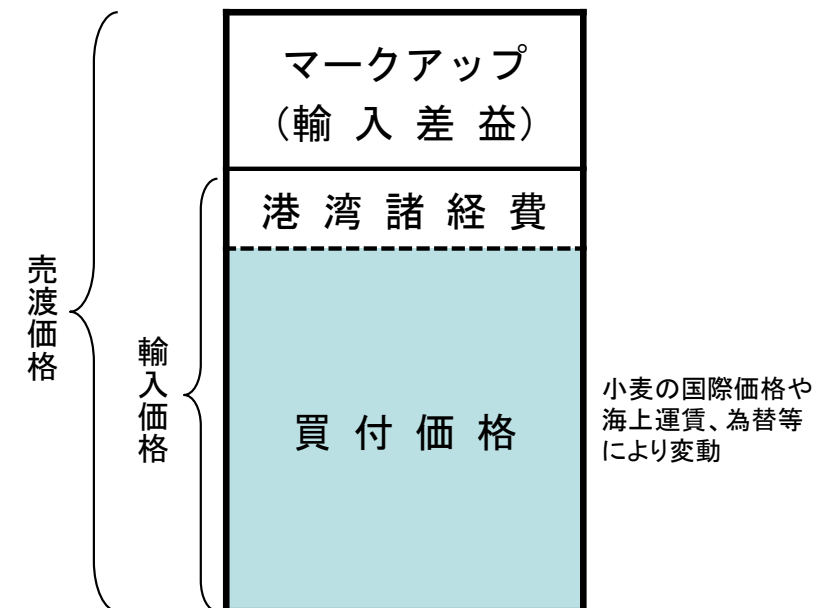 マークアップ
（輸 入 差 益）
港 湾 諸 経 費
売渡価格
輸入価格
買 付 価 格
小麦の国際価格や
海上運賃、為替等
により変動